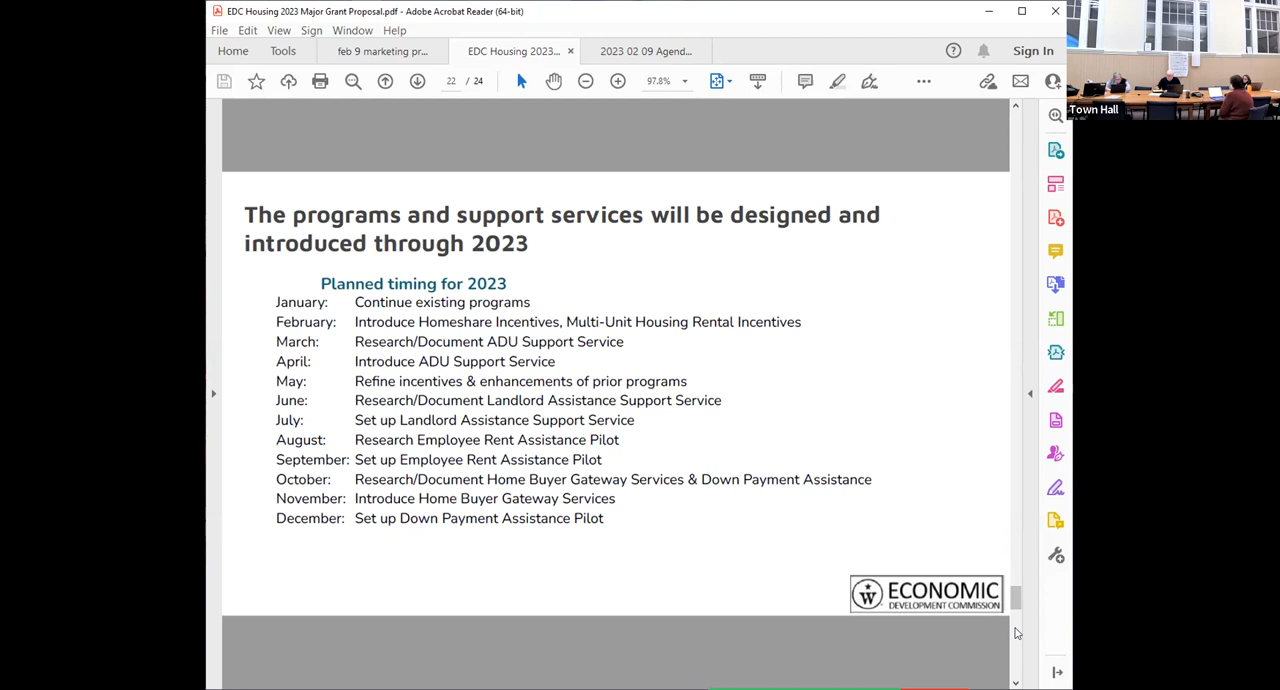 EDC Housing 2023 Major Grant Proposal.pdf - Adobe Acrobat Reader (64-bit)
File Edit View Sign Window Help
Home Tools feb 9 marketing pr... EDC Housing 2023... × 2023 02 09 Agend... Sign In
22 / 24 97.8%
Town Hall
The programs and support services will be designed and
introduced through 2023
Planned timing for 2023
January: Continue existing programs
February: Introduce Homeshare Incentives, Multi-Unit Housing Rental Incentives
March: Research/Document ADU Support Service
April: Introduce ADU Support Service
May: Refine incentives & enhancements of prior programs
June: Research/Document Landlord Assistance Support Service
July: Set up Landlord Assistance Support Service
August: Research Employee Rent Assistance Pilot
September: Set up Employee Rent Assistance Pilot
October: Research/Document Home Buyer Gateway Services & Down Payment Assistance
November: Introduce Home Buyer Gateway Services
December: Set up Down Payment Assistance Pilot
W ECONOMIC
DEVELOPMENT COMMISSION